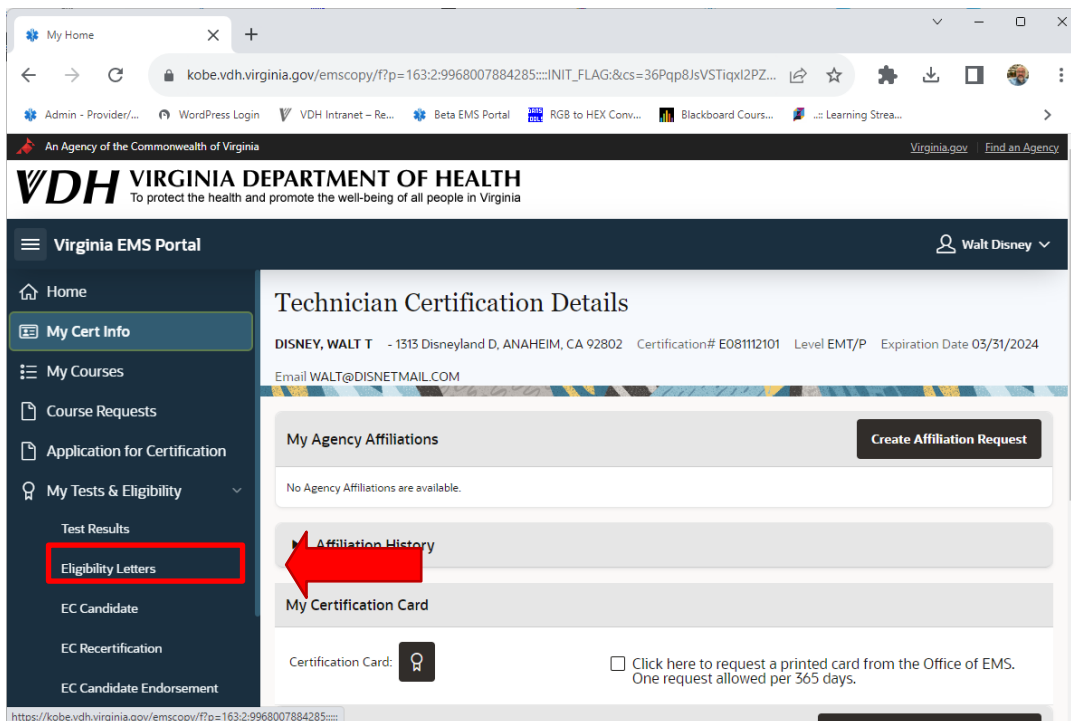 My Home
kobe.vdh.virginia.gov/emscopy/f?p=163:2:9968007884285::::INIT_FLAG:&cs=36Pqp8JsVSTiqxl2PZ...
Admin - Provider/... WordPress Login VDH Intranet – Re... Beta EMS Portal RGB to HEX Conv... Blackboard Cours... ..:: Learning Strea...
An Agency of the Commonwealth of Virginia Virginia.gov Find an Agency
VDH VIRGINIA DEPARTMENT OF HEALTH
To protect the health and promote the well-being of all people in Virginia
Virginia EMS Portal Walt Disney
Home
My Cert Info
My Courses
Course Requests
Application for Certification
My Tests & Eligibility
Test Results
Eligibility Letters
EC Candidate
EC Recertification
EC Candidate Endorsement
Technician Certification Details
DISNEY, WALT T - 1313 Disneyland D, ANAHEIM, CA 92802 Certification# E081112101 Level EMT/P Expiration Date 03/31/2024
Email WALT@DISNETMAIL.COM
My Agency Affiliations Create Affiliation Request
No Agency Affiliations are available.
Affiliation History
My Certification Card
Certification Card: Click here to request a printed card from the Office of EMS.
One request allowed per 365 days.
https://kobe.vdh.virginia.gov/emscopy/f?p=163:2:9968007884285:::::